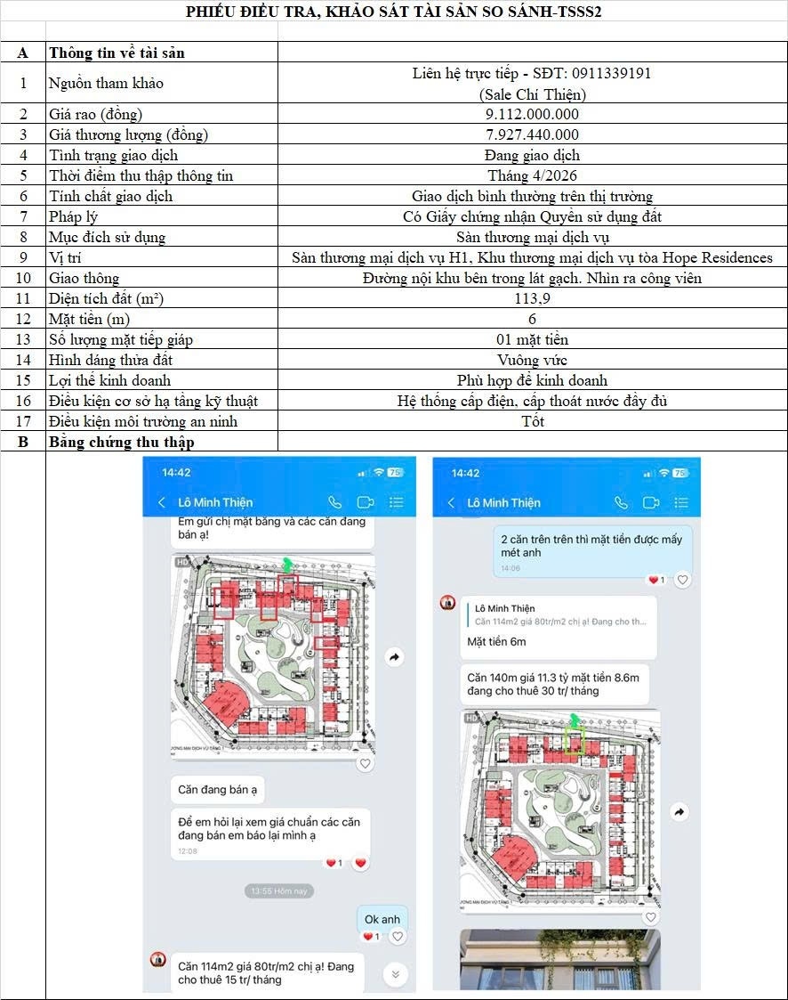 PHIẾU ĐIỀU TRA, KHẢO SÁT TÀI SẢN SO SÁNH-TSSS2
A Thông tin về tài sản
1 Nguồn tham khảo Liên hệ trực tiếp - SĐT: 0911339191
(Sale Chí Thiện)
2 Giá rao (đồng) 9.112.000.000
3 Giá thương lượng (đồng) 7.927.440.000
4 Tình trạng giao dịch Đang giao dịch
5 Thời điểm thu thập thông tin Tháng 4/2026
6 Tính chất giao dịch Giao dịch bình thường trên thị trường
7 Pháp lý Có Giấy chứng nhận Quyền sử dụng đất
8 Mục đích sử dụng Sàn thương mại dịch vụ
9 Vị trí Sàn thương mại dịch vụ H1, Khu thương mại dịch vụ tòa Hope Residences
10 Giao thông Đường nội khu bên trong lát gạch. Nhìn ra công viên
11 Diện tích đất (m²) 113,9
12 Mặt tiền (m) 6
13 Số lượng mặt tiếp giáp 01 mặt tiền
14 Hình dáng thửa đất Vuông vức
15 Lợi thế kinh doanh Phù hợp để kinh doanh
16 Điều kiện cơ sở hạ tầng kỹ thuật Hệ thống cấp điện, cấp thoát nước đầy đủ
17 Điều kiện môi trường an ninh Tốt
B Bằng chứng thu thập
14:42 75
Lô Minh Thiện
Em gửi chị mặt bằng và các căn đang
bán ạ!
HD
Căn đang bán ạ
Để em hỏi lại xem giá chuẩn các căn
đang bán em báo lại mình ạ
12:08
1
13:55 Hôm nay
Ok anh
1
Căn 114m2 giá 80tr/m2 chị ạ! Đang
cho thuê 15 tr/ tháng
14:42 75
Lô Minh Thiện
2 căn trên trên thì mặt tiền được mấy
mét anh
14:06
1
Lô Minh Thiện
Căn 114m2 giá 80tr/m2 chị ạ! Đang cho th...
Mặt tiền 6m
Căn 140m giá 11.3 tỷ mặt tiền 8.6m
đang cho thuê 30 tr/ tháng
HD